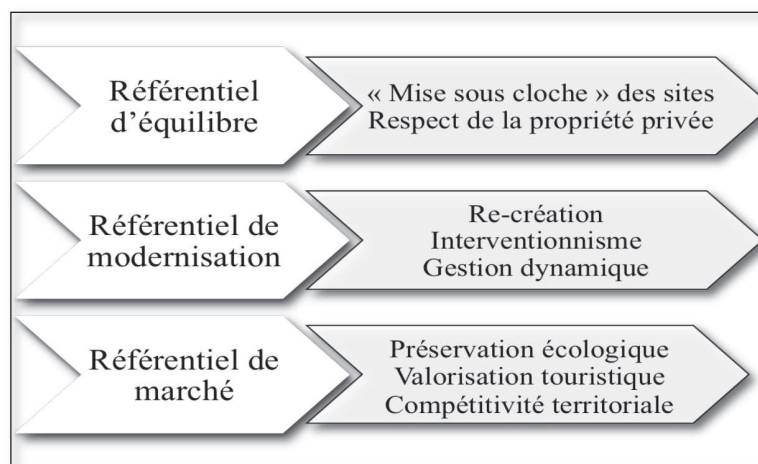 Référentiel
d’équilibre
« Mise sous cloche » des sites
Respect de la propriété privée
Référentiel de
modernisation
Re-création
Interventionnisme
Gestion dynamique
Référentiel de
marché
Préservation écologique
Valorisation touristique
Compétitivité territoriale